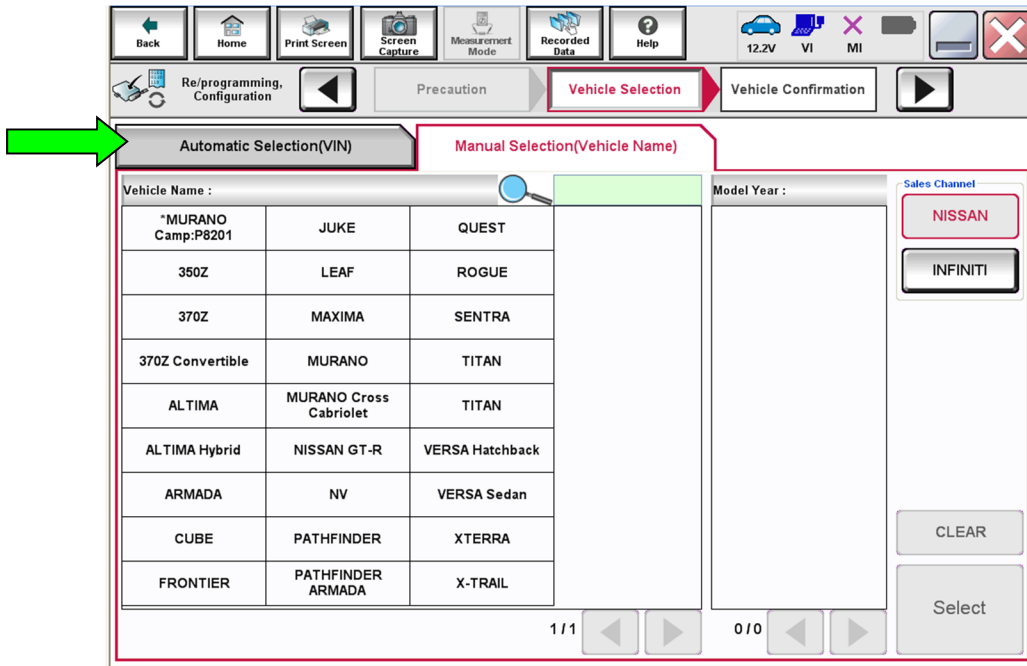 Back
Home
Print Screen
Screen
Capture
Measurement
Mode
Recorded
Data
Help
12.2V
VI
MI
Re/programming,
Configuration
Precaution
Vehicle Selection
Vehicle Confirmation
Automatic Selection(VIN)
Manual Selection(Vehicle Name)
Vehicle Name :
Model Year :
Sales Channel
*MURANO
Camp:P8201
JUKE
QUEST
NISSAN
350Z
LEAF
ROGUE
INFINITI
370Z
MAXIMA
SENTRA
370Z Convertible
MURANO
TITAN
ALTIMA
MURANO Cross
Cabriolet
TITAN
ALTIMA Hybrid
NISSAN GT-R
VERSA Hatchback
ARMADA
NV
VERSA Sedan
CUBE
PATHFINDER
XTERRA
CLEAR
FRONTIER
PATHFINDER
ARMADA
X-TRAIL
Select
1/1
0/0